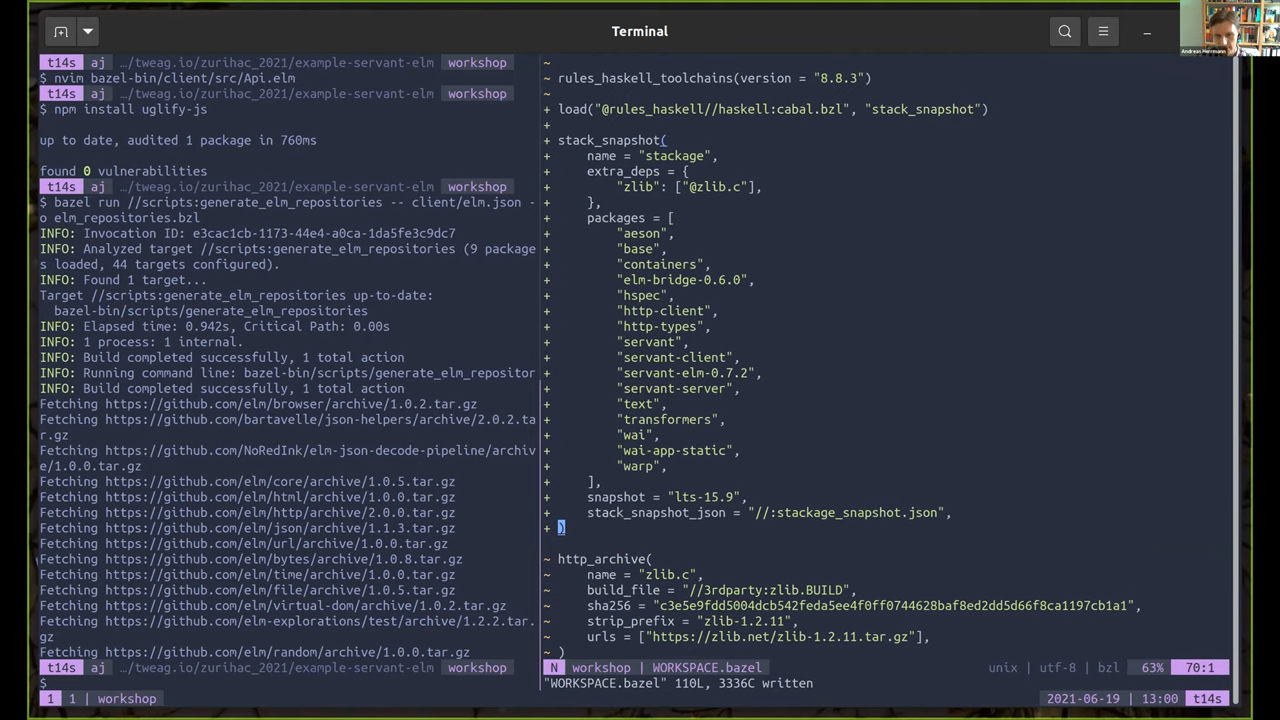 Terminal
Andreas Herrmann
t14s aj …/tweag.io/zurihac_2021/example-servant-elm workshop
$ nvim bazel-bin/client/src/Api.elm
t14s aj …/tweag.io/zurihac_2021/example-servant-elm workshop
$ npm install uglify-js
up to date, audited 1 package in 760ms
found 0 vulnerabilities
t14s aj …/tweag.io/zurihac_2021/example-servant-elm workshop
$ bazel run //scripts:generate_elm_repositories -- client/elm.json -
o elm_repositories.bzl
INFO: Invocation ID: e3cac1cb-1173-44e4-a0ca-1da5fe3c9dc7
INFO: Analyzed target //scripts:generate_elm_repositories (9 package
s loaded, 44 targets configured).
INFO: Found 1 target...
Target //scripts:generate_elm_repositories up-to-date:
  bazel-bin/scripts/generate_elm_repositories
INFO: Elapsed time: 0.942s, Critical Path: 0.00s
INFO: 1 process: 1 internal.
INFO: Build completed successfully, 1 total action
INFO: Running command line: bazel-bin/scripts/generate_elm_repositor
INFO: Build completed successfully, 1 total action
Fetching https://github.com/elm/browser/archive/1.0.2.tar.gz
Fetching https://github.com/bartavelle/json-helpers/archive/2.0.2.ta
r.gz
Fetching https://github.com/NoRedInk/elm-json-decode-pipeline/archiv
e/1.0.0.tar.gz
Fetching https://github.com/elm/core/archive/1.0.5.tar.gz
Fetching https://github.com/elm/html/archive/1.0.0.tar.gz
Fetching https://github.com/elm/http/archive/2.0.0.tar.gz
Fetching https://github.com/elm/json/archive/1.1.3.tar.gz
Fetching https://github.com/elm/url/archive/1.0.0.tar.gz
Fetching https://github.com/elm/bytes/archive/1.0.8.tar.gz
Fetching https://github.com/elm/time/archive/1.0.0.tar.gz
Fetching https://github.com/elm/file/archive/1.0.5.tar.gz
Fetching https://github.com/elm/virtual-dom/archive/1.0.2.tar.gz
Fetching https://github.com/elm-explorations/test/archive/1.2.2.tar.
gz
Fetching https://github.com/elm/random/archive/1.0.0.tar.gz
t14s aj …/tweag.io/zurihac_2021/example-servant-elm workshop
$
~
~ rules_haskell_toolchains(version = "8.8.3")
~
+ load("@rules_haskell//haskell:cabal.bzl", "stack_snapshot")
+
+ stack_snapshot(
+     name = "stackage",
+     extra_deps = {
+         "zlib": ["@zlib.c"],
+     },
+     packages = [
+         "aeson",
+         "base",
+         "containers",
+         "elm-bridge-0.6.0",
+         "hspec",
+         "http-client",
+         "http-types",
+         "servant",
+         "servant-client",
+         "servant-elm-0.7.2",
+         "servant-server",
+         "text",
+         "transformers",
+         "wai",
+         "wai-app-static",
+         "warp",
+     ],
+     snapshot = "lts-15.9",
+     stack_snapshot_json = "//:stackage_snapshot.json",
+ )
~ http_archive(
~     name = "zlib.c",
~     build_file = "//3rdparty:zlib.BUILD",
~     sha256 = "c3e5e9fdd5004dcb542feda5ee4f0ff0744628baf8ed2dd5d66f8ca1197cb1a1",
~     strip_prefix = "zlib-1.2.11",
~     urls = ["https://zlib.net/zlib-1.2.11.tar.gz"],
~ )
N workshop | WORKSPACE.bazel unix | utf-8 | bzl 63% 70:1
"WORKSPACE.bazel" 110L, 3336C written
1 1 | workshop 2021-06-19 | 13:00 t14s